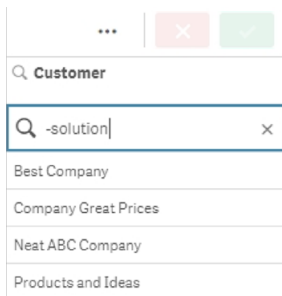 ...
Customer
-solution
Best Company
Company Great Prices
Neat ABC Company
Products and Ideas